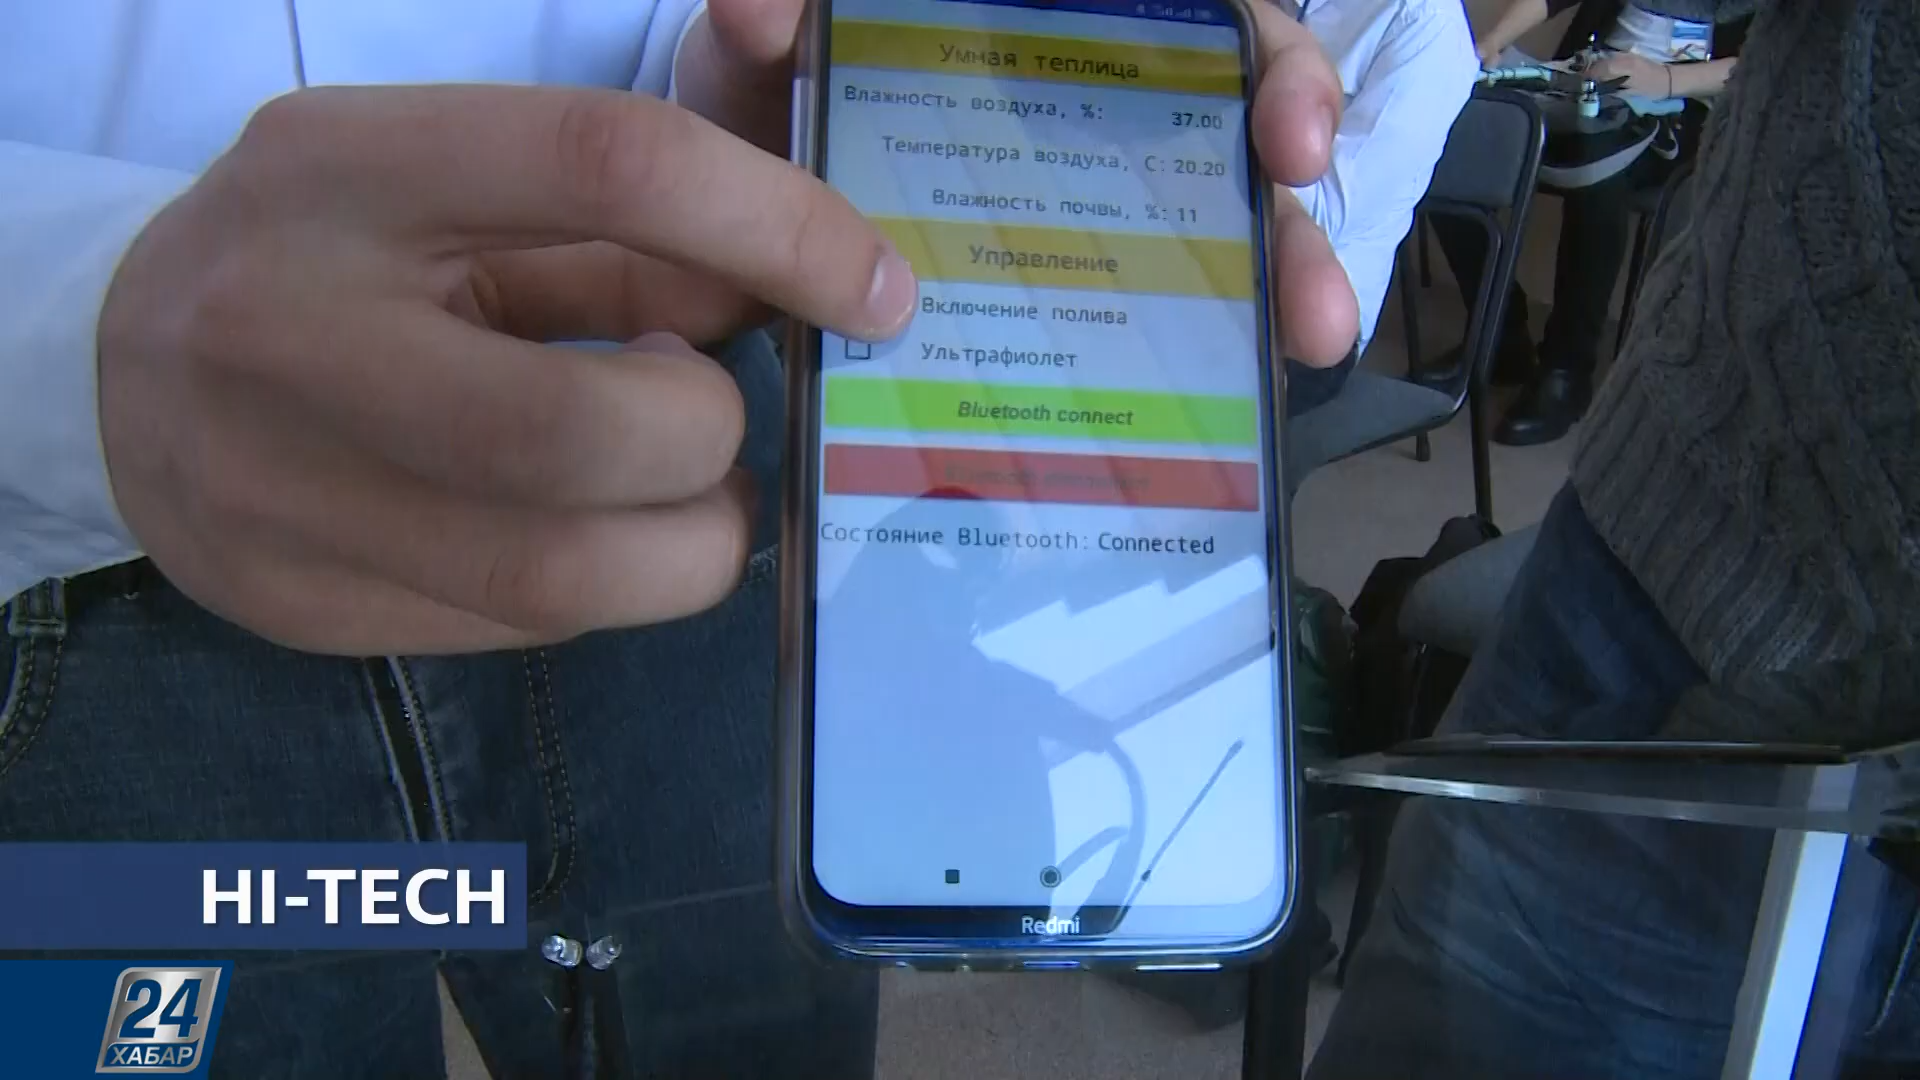 Умная теплица
Влажность воздуха, %: 37.00
Температура воздуха, С: 20.20
Влажность почвы, %: 11
Управление
Включение полива
Ультрафиолет
Bluetooth connect
Состояние Bluetooth: Connected
Redmi
HI-TECH
24
ХАБАР